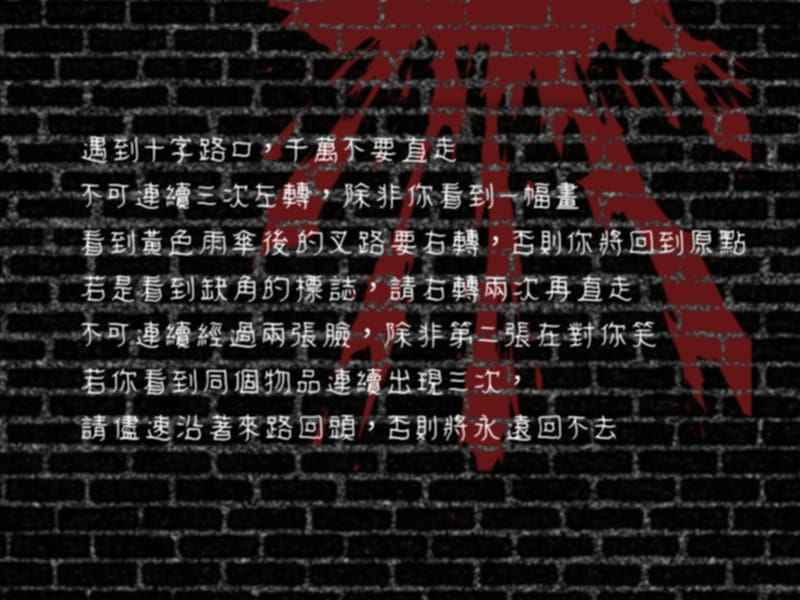 遇到十字路口，千萬不要直走
不可連續三次左轉，除非你看到一幅畫
看到黃色雨傘後的叉路要右轉，否則你將回到原點
若是看到缺角的標誌，請右轉兩次再直走
不可連續經過兩張臉，除非第二張在對你笑
若你看到同個物品連續出現三次，
請儘速沿著來路回頭，否則將永遠回不去